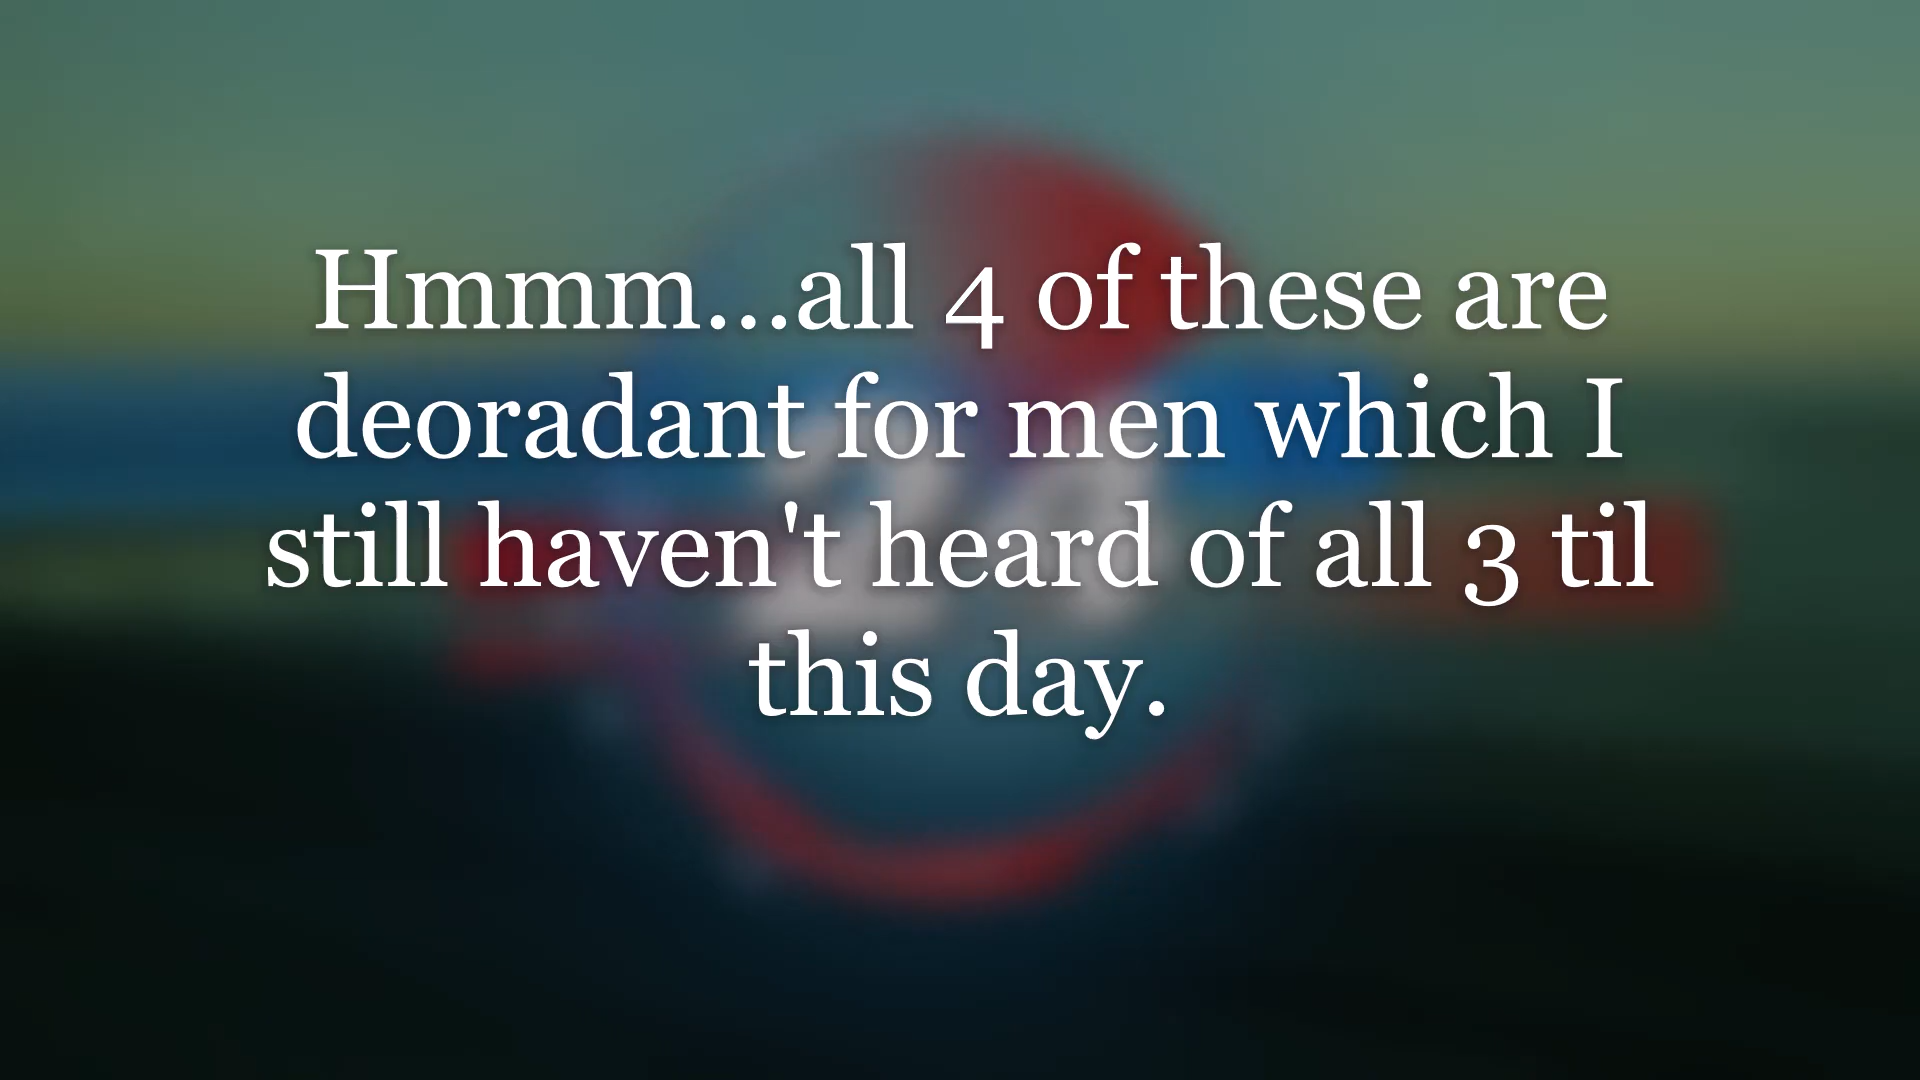 Hmmm...all 4 of these are
deoradant for men which I
still haven't heard of all 3 til
this day.